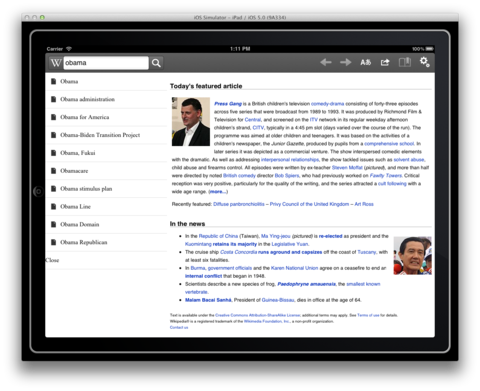 iOS Simulator - iPad / iOS 5.0 (9A334)
Carrier 1:11 PM 100%
W obama AあÂ
Obama
Obama administration
Obama for America
Obama-Biden Transition Project
Obama, Fukui
Obamacare
Obama stimulus plan
Obama Line
Obama Domain
Obama Republican
Close
Today's featured article
Press Gang is a British children's television comedy-drama consisting of forty-three episodes
across five series that were broadcast from 1989 to 1993. It was produced by Richmond Film &
Television for Central, and screened on the ITV network in its regular weekday afternoon
children's strand, CITV, typically in a 4:45 pm slot (days varied over the course of the run). The
programme was aimed at older children and teenagers. It was based on the activities of a
children's newspaper, the Junior Gazette, produced by pupils from a comprehensive school. In
later series it was depicted as a commercial venture. The show interspersed comedic elements
with the dramatic. As well as addressing interpersonal relationships, the show tackled issues such as solvent abuse,
child abuse and firearms control. All episodes were written by ex-teacher Steven Moffat (pictured), and more than half
were directed by noted British comedy director Bob Spiers, who had previously worked on Fawlty Towers. Critical
reception was very positive, particularly for the quality of the writing, and the series attracted a cult following with a
wide age range. (more...)
Recently featured: Diffuse panbronchiolitis – Privy Council of the United Kingdom – Art Ross
In the news
In the Republic of China (Taiwan), Ma Ying-jeou (pictured) is re-elected as president and the
Kuomintang retains its majority in the Legislative Yuan.
The cruise ship Costa Concordia runs aground and capsizes off the coast of Tuscany, with
at least six fatalities.
In Burma, government officials and the Karen National Union agree on a ceasefire to end an
internal conflict that began in 1948.
Scientists describe a new species of frog, Paedophryne amauensis, the smallest known
vertebrate.
Malam Bacai Sanhá, President of Guinea-Bissau, dies in office at the age of 64.
Text is available under the Creative Commons Attribution-ShareAlike License; additional terms may apply. See Terms of use for details.
Wikipedia® is a registered trademark of the Wikimedia Foundation, Inc., a non-profit organization.
Contact us